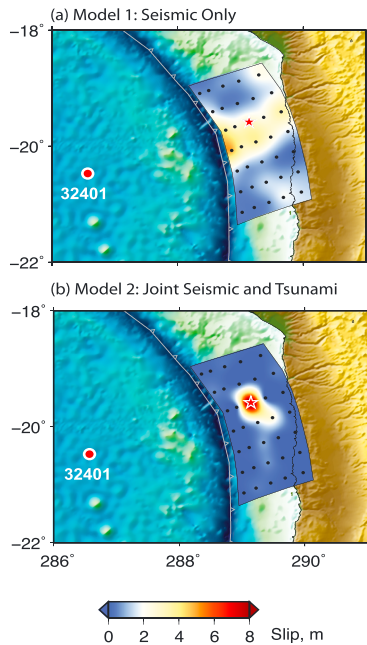 (a) Model 1: Seismic Only
−18˚
−20˚
32401
−22˚
(b) Model 2: Joint Seismic and Tsunami
−18˚
−20˚
32401
−22˚
286˚ 288˚ 290˚
0 2 4 6 8 Slip, m